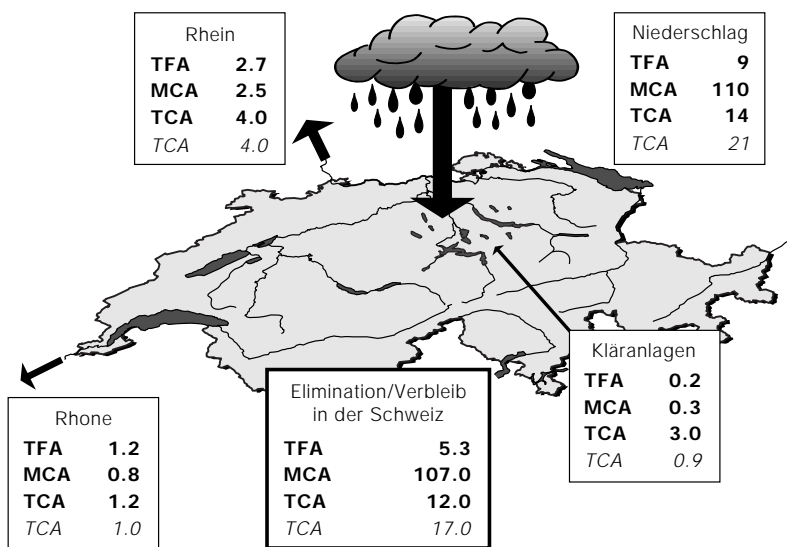 Rhein
TFA 2.7
MCA 2.5
TCA 4.0
TCA 4.0
Niederschlag
TFA 9
MCA 110
TCA 14
TCA 21
Rhone
TFA 1.2
MCA 0.8
TCA 1.2
TCA 1.0
Elimination/Verbleib
in der Schweiz
TFA 5.3
MCA 107.0
TCA 12.0
TCA 17.0
Kläranlagen
TFA 0.2
MCA 0.3
TCA 3.0
TCA 0.9